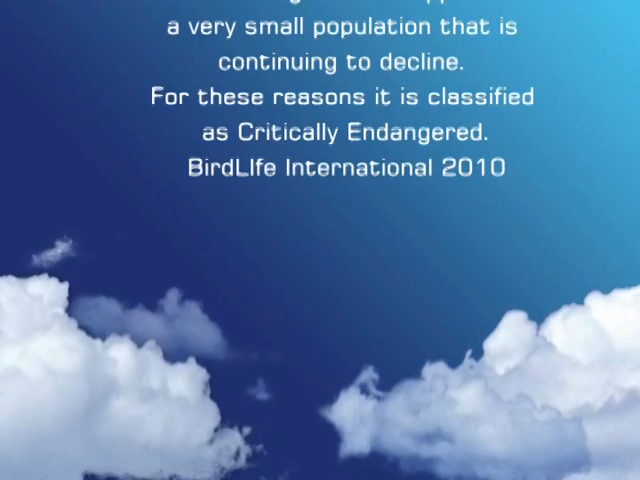 a very small population that is
continuing to decline.
For these reasons it is classified
as Critically Endangered.
BirdLIfe International 2010